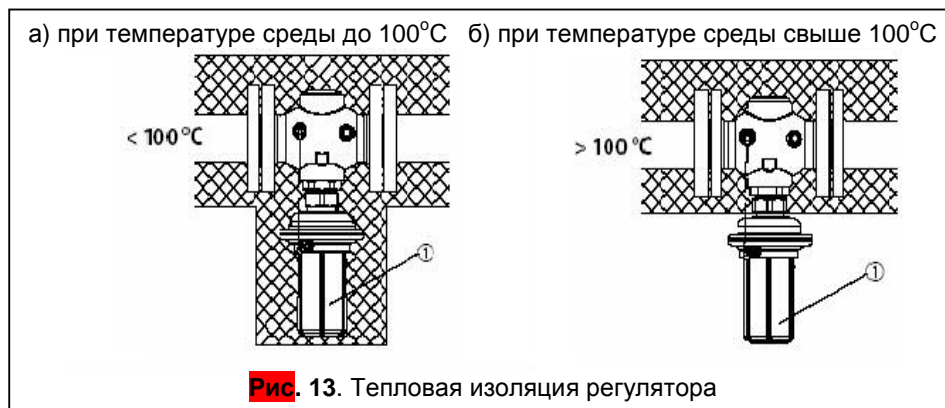 а) при температуре среды до 100°C б) при температуре среды свыше 100°C
< 100 °C
> 100 °C
①
①
Рис. 13. Тепловая изоляция регулятора